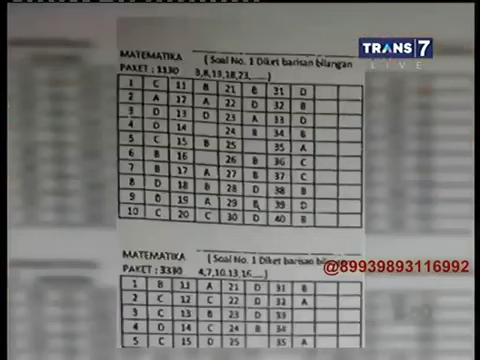 TRANS 7
LIVE
MATEMATIKA ( Soal No. 1 Diket barisan bilangan
PAKET : 1130 3,8,13,18,23,.....)
1 C 11 B 21 B 31 D
2 A 12 A 22 D 32 B
3 D 13 D 23 A 33 D
4 D 14 24 B 34 B
5 C 15 B 25 35 A
6 B 16 26 B 36 C
7 B 17 A 27 B 37 C
8 D 18 B 28 D 38 B
9 D 19 A 29 B 39 D
10 C 20 C 30 D 40 B
MATEMATIKA ( Soal No. 1 Diket barisan
PAKET : 3330 4,7,10,13,16,....)
@89939893116992
1 B 11 A 21 D 31 B
2 C 12 C 22 D 32 A
3 C 13 B 23 D 33
4 D 14 C 24 B 34
5 C 15 D 25 35 A